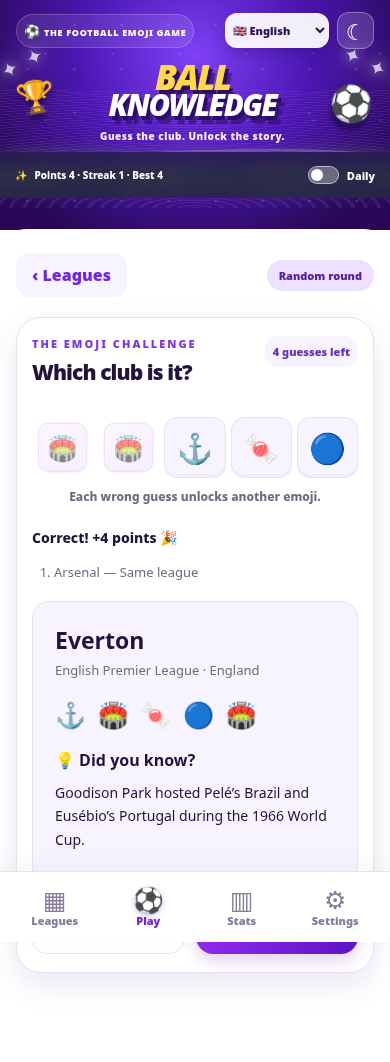 THE FOOTBALL EMOJI GAME
English
BALL
KNOWLEDGE
Guess the club. Unlock the story.
Points 4 · Streak 1 · Best 4
Daily
‹ Leagues
Random round
THE EMOJI CHALLENGE
4 guesses left
Which club is it?
Each wrong guess unlocks another emoji.
Correct! +4 points 🎉
1. Arsenal — Same league
Everton
English Premier League · England
💡 Did you know?
Goodison Park hosted Pelé’s Brazil and
Eusébio’s Portugal during the 1966 World
Cup.
Leagues
Play
Stats
Settings